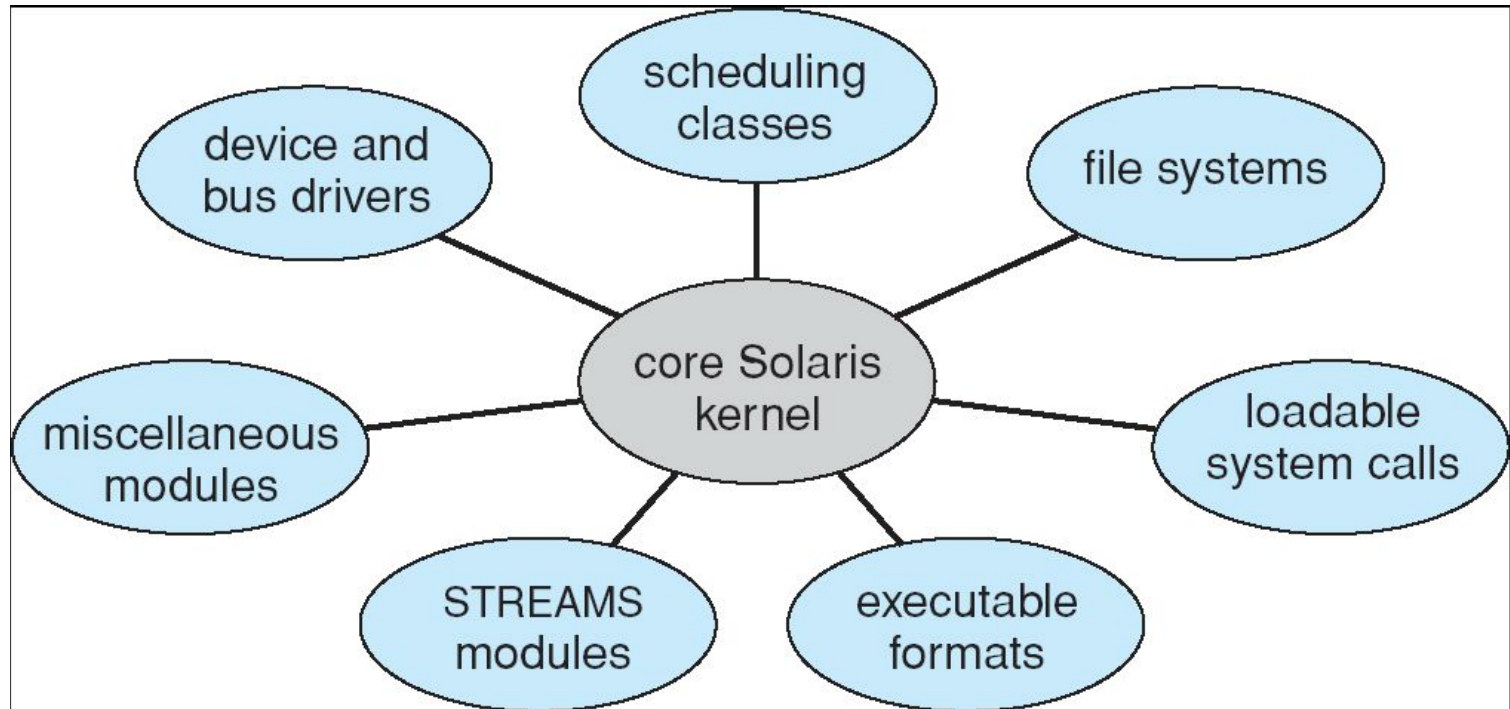 scheduling
classes
device and
bus drivers
file systems
core Solaris
kernel
miscellaneous
modules
loadable
system calls
STREAMS
modules
executable
formats